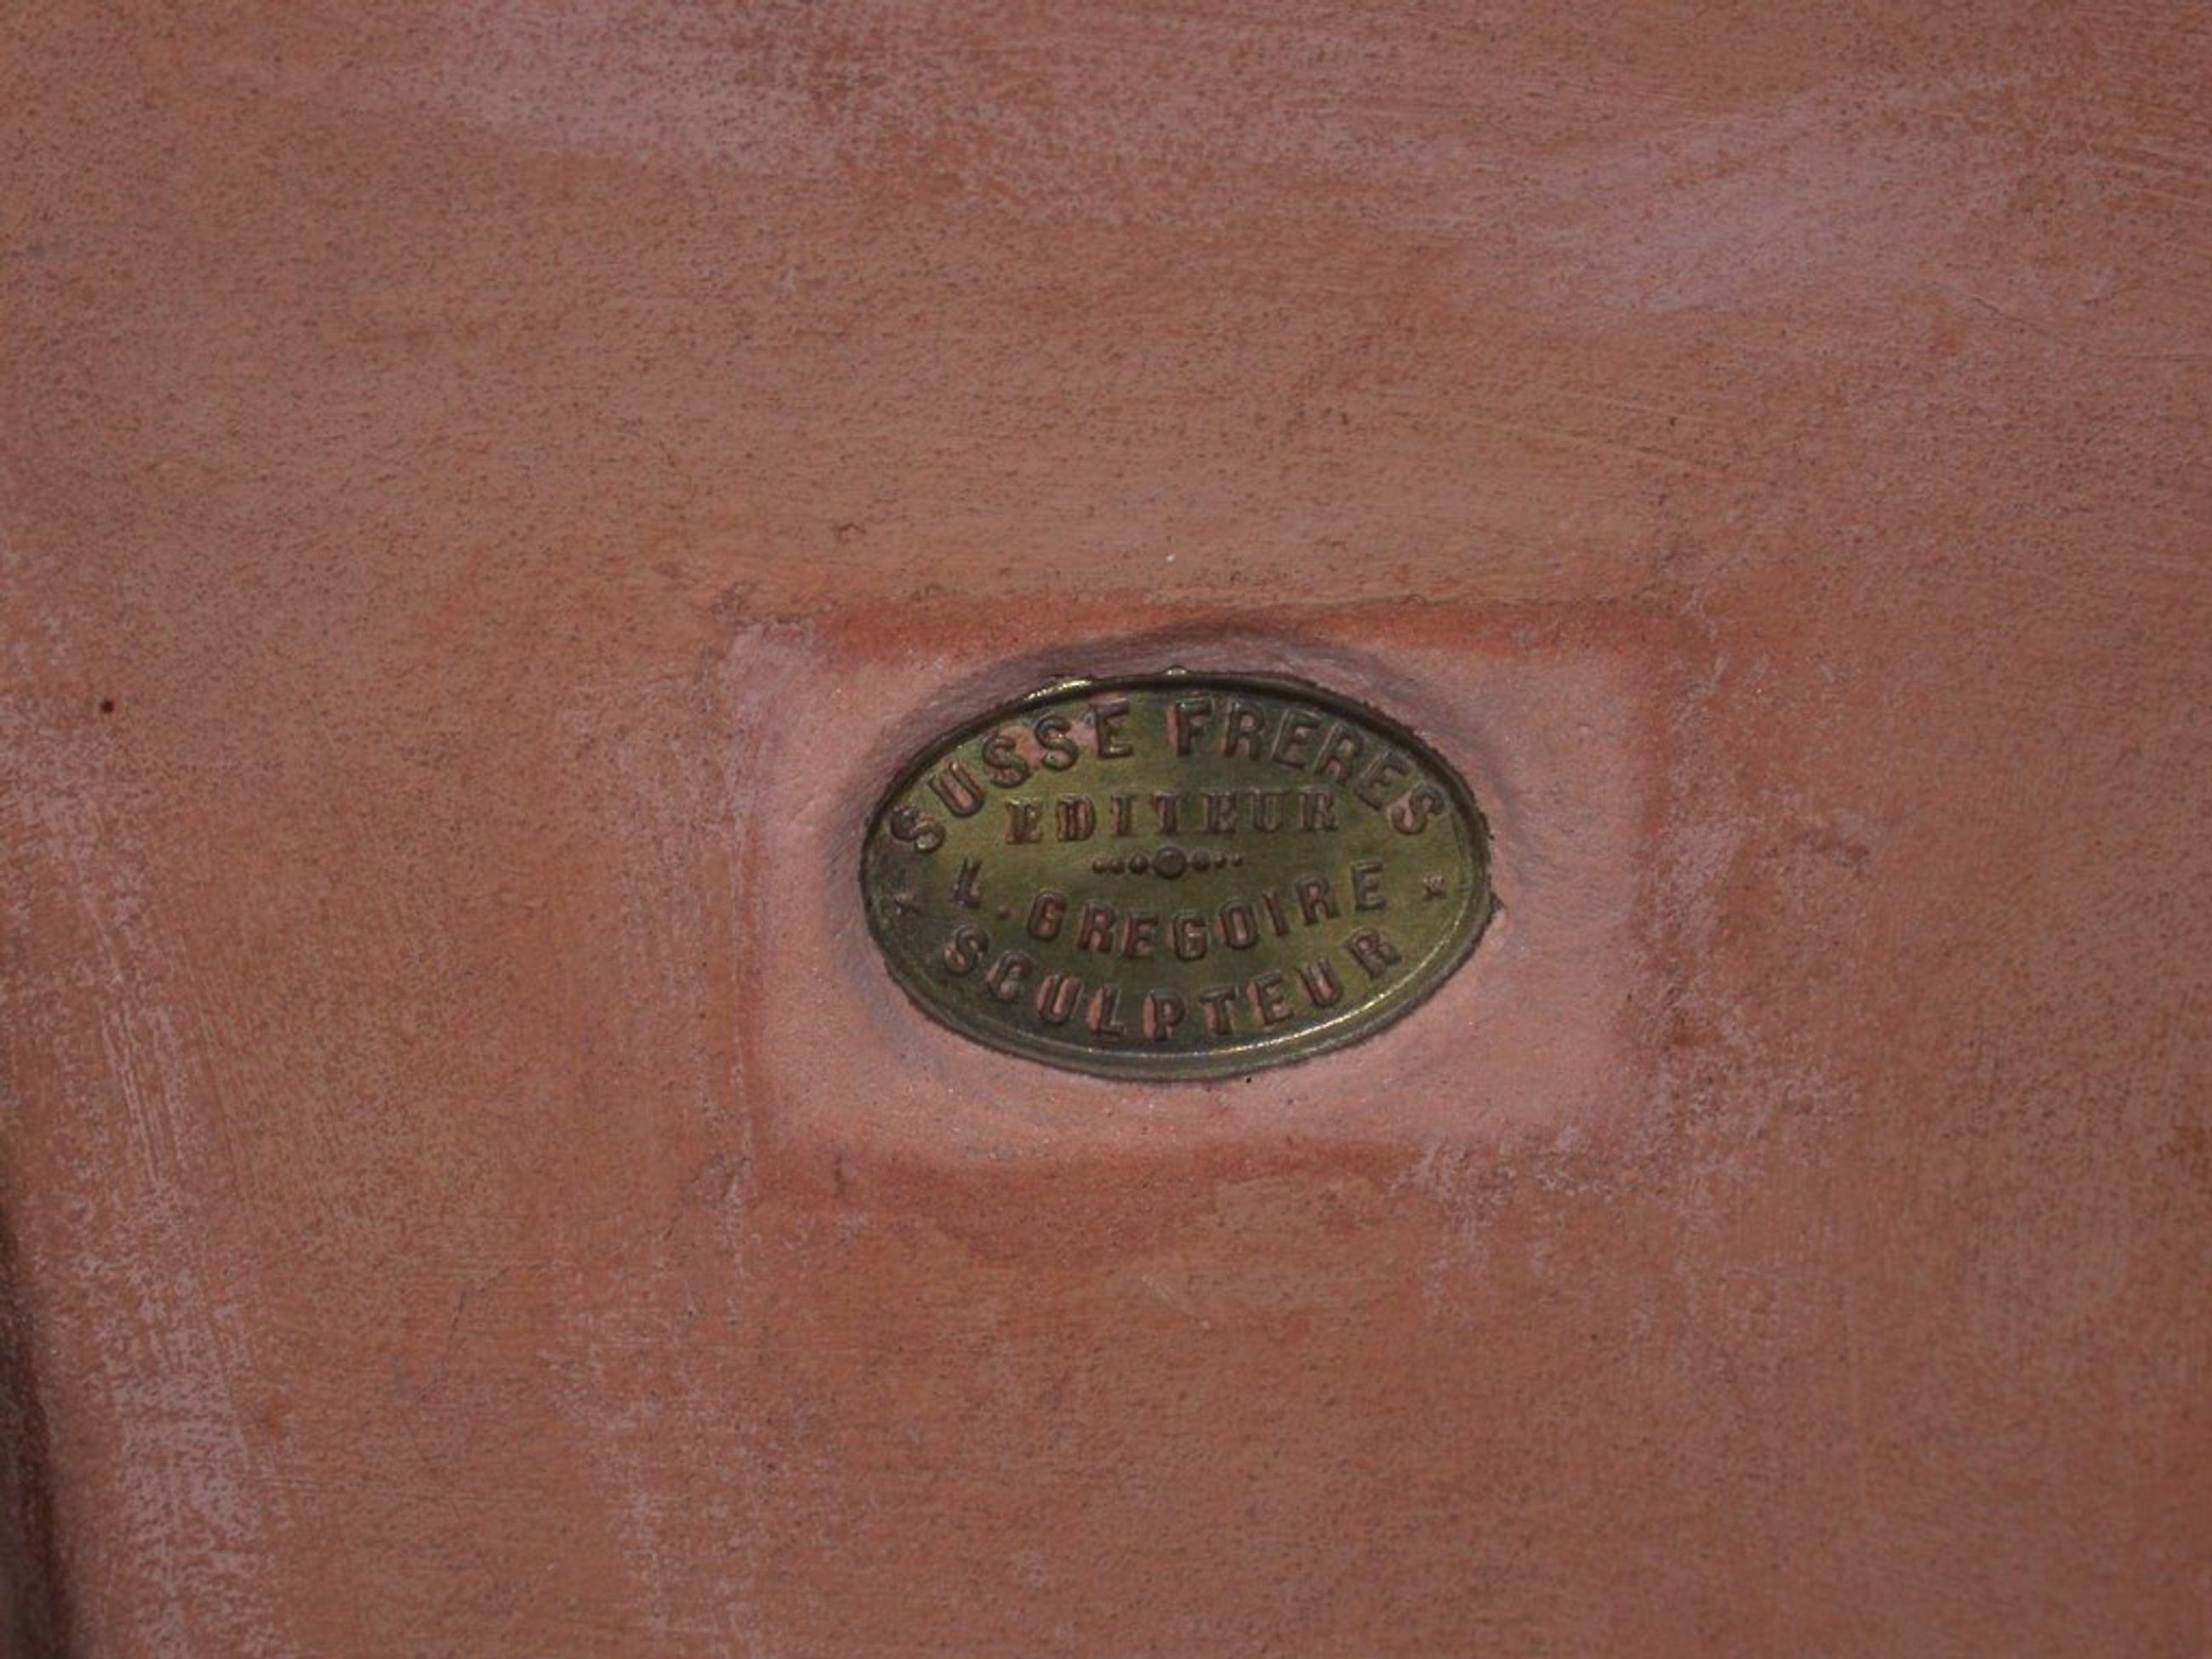 SUSSE FRERES
EDITEUR
L. GREGOIRE
SCULPTEUR